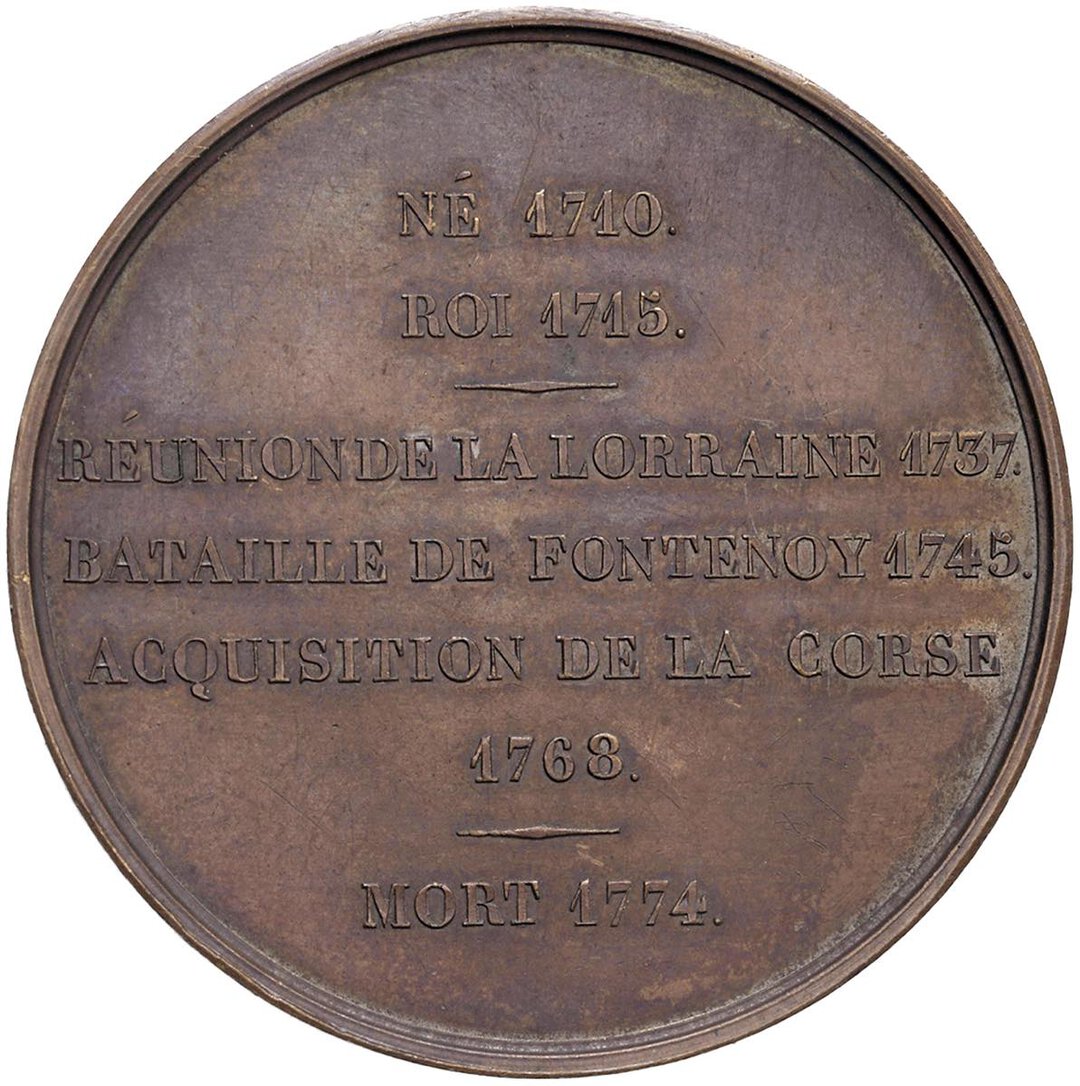 NÉ 1710.
ROI 1715.
RÉUNION DE LA LORRAINE 1737.
BATAILLE DE FONTENOY 1745.
ACQUISITION DE LA CORSE
1768.
MORT 1774.